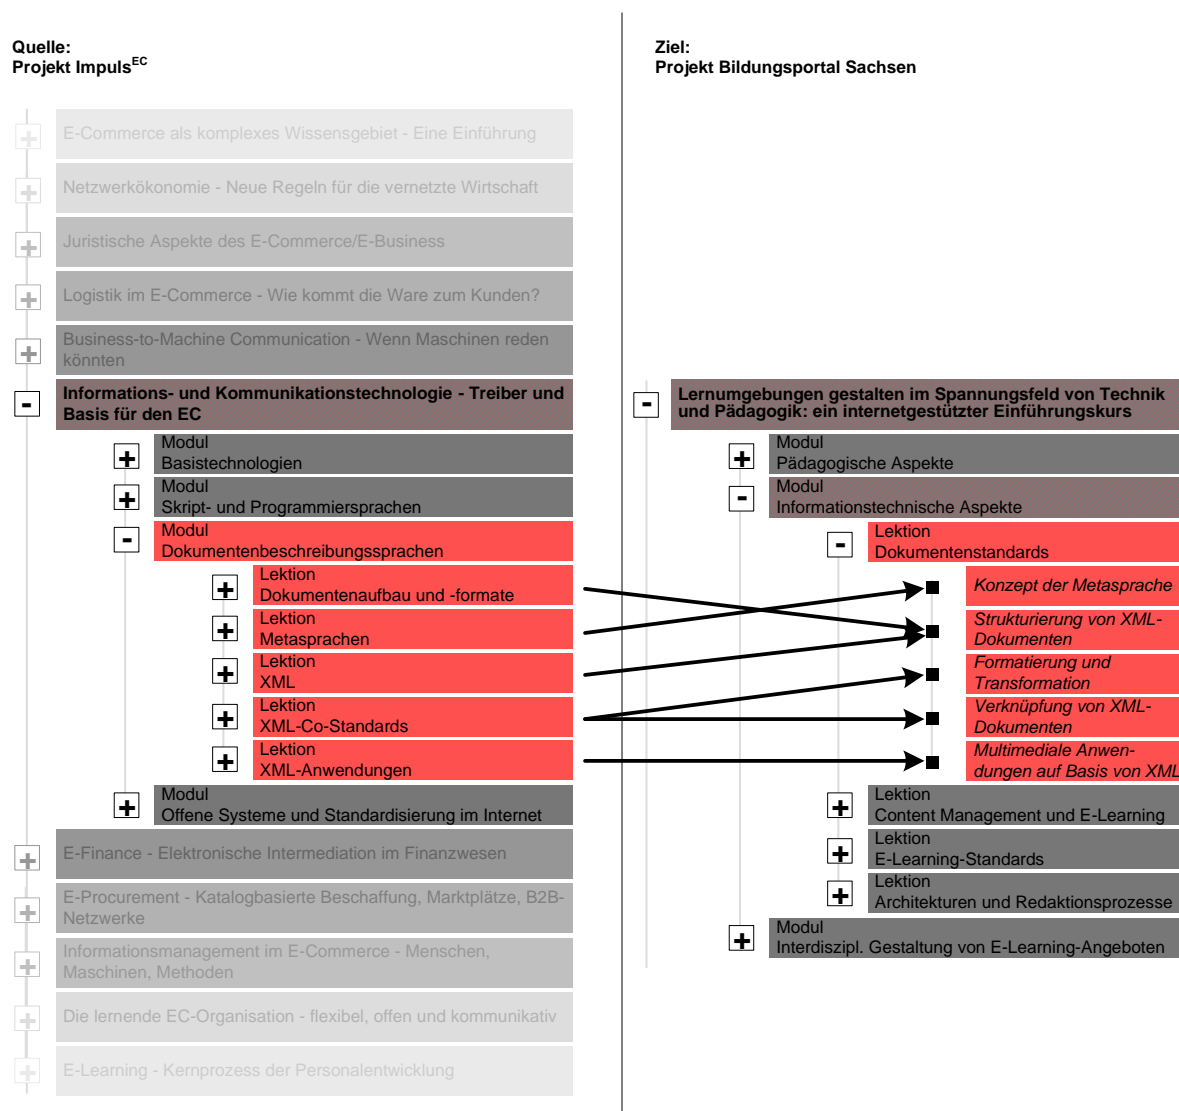 Quelle:
Projekt Impuls^EC
E-Commerce als komplexes Wissensgebiet - Eine Einführung
Netzwerkökonomie - Neue Regeln für die vernetzte Wirtschaft
Juristische Aspekte des E-Commerce/E-Business
Logistik im E-Commerce - Wie kommt die Ware zum Kunden?
Business-to-Machine Communication - Wenn Maschinen reden
könnten
Informations- und Kommunikationstechnologie - Treiber und
Basis für den EC
Modul
Basistechnologien
Modul
Skript- und Programmiersprachen
Modul
Dokumentenbeschreibungssprachen
Lektion
Dokumentenaufbau und -formate
Lektion
Metasprachen
Lektion
XML
Lektion
XML-Co-Standards
Lektion
XML-Anwendungen
Modul
Offene Systeme und Standardisierung im Internet
E-Finance - Elektronische Intermediation im Finanzwesen
E-Procurement - Katalogbasierte Beschaffung, Marktplätze, B2B-
Netzwerke
Informationsmanagement im E-Commerce - Menschen,
Maschinen, Methoden
Die lernende EC-Organisation - flexibel, offen und kommunikativ
E-Learning - Kernprozess der Personalentwicklung
Ziel:
Projekt Bildungsportal Sachsen
Lernumgebungen gestalten im Spannungsfeld von Technik
und Pädagogik: ein internetgestützter Einführungskurs
Modul
Pädagogische Aspekte
Modul
Informationstechnische Aspekte
Lektion
Dokumentenstandards
Konzept der Metasprache
Strukturierung von XML-
Dokumenten
Formatierung und
Transformation
Verknüpfung von XML-
Dokumenten
Multimediale Anwen-
dungen auf Basis von XML
Lektion
Content Management und E-Learning
Lektion
E-Learning-Standards
Lektion
Architekturen und Redaktionsprozesse
Modul
Interdiszipl. Gestaltung von E-Learning-Angeboten